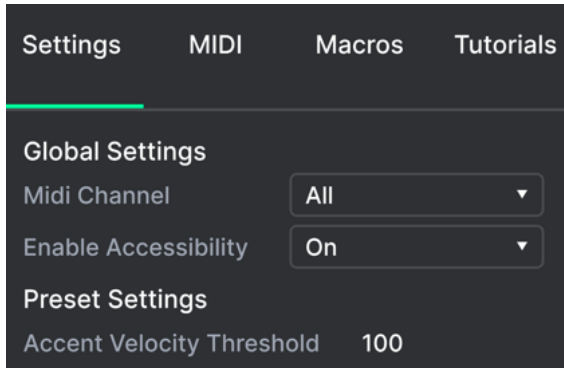 Settings MIDI Macros Tutorials
Global Settings
Midi Channel All
Enable Accessibility On
Preset Settings
Accent Velocity Threshold 100